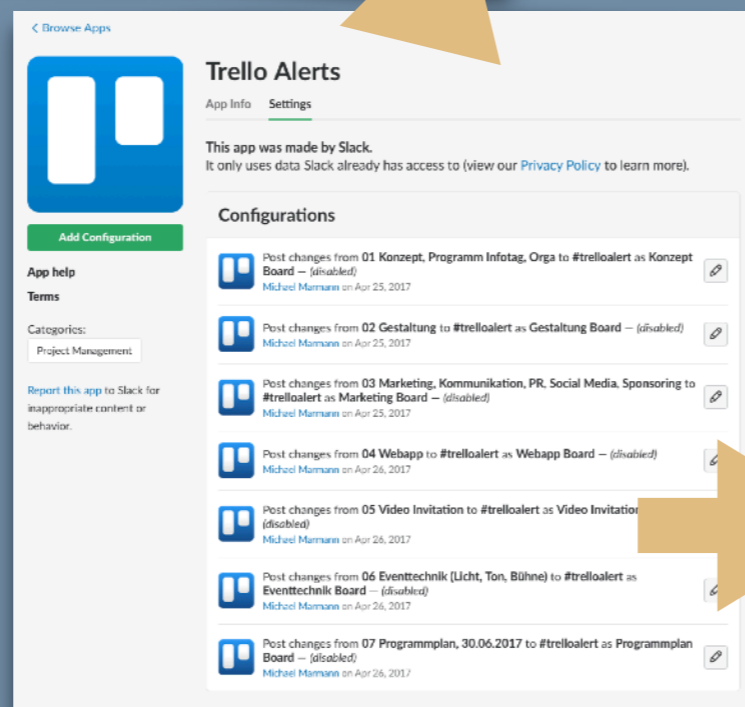 < Browse Apps
Trello Alerts
App Info Settings
This app was made by Slack.
It only uses data Slack already has access to (view our Privacy Policy to learn more).
Add Configuration
App help
Terms
Categories:
Project Management
Report this app to Slack for
inappropriate content or
behavior.
Configurations
Post changes from 01 Konzept, Programm Infotag, Orga to #trelloalert as Konzept
Board — (disabled)
Michael Marmann on Apr 25, 2017
Post changes from 02 Gestaltung to #trelloalert as Gestaltung Board — (disabled)
Michael Marmann on Apr 25, 2017
Post changes from 03 Marketing, Kommunikation, PR, Social Media, Sponsoring to
#trelloalert as Marketing Board — (disabled)
Michael Marmann on Apr 25, 2017
Post changes from 04 Webapp to #trelloalert as Webapp Board — (disabled)
Michael Marmann on Apr 26, 2017
Post changes from 05 Video Invitation to #trelloalert as Video Invitation
(disabled)
Michael Marmann on Apr 26, 2017
Post changes from 06 Eventtechnik (Licht, Ton, Bühne) to #trelloalert as
Eventtechnik Board — (disabled)
Michael Marmann on Apr 26, 2017
Post changes from 07 Programmplan, 30.06.2017 to #trelloalert as Programmplan
Board — (disabled)
Michael Marmann on Apr 26, 2017